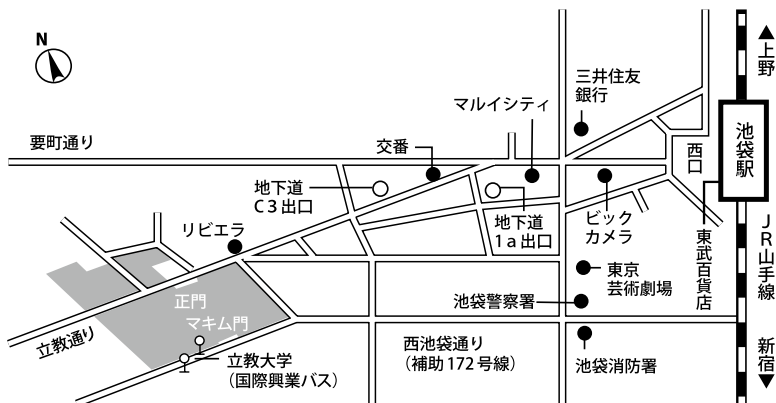 N
▲上野
三井住友
銀行
マルイシティ
要町通り
交番
池袋駅
西口
地下道
C3出口
地下道
1a出口
ビック
カメラ
リビエラ
東武百貨店
JR山手線
東京
芸術劇場
正門
池袋警察署
マキム門
立教通り
西池袋通り
(補助172号線)
新宿▼
立教大学
(国際興業バス)
池袋消防署